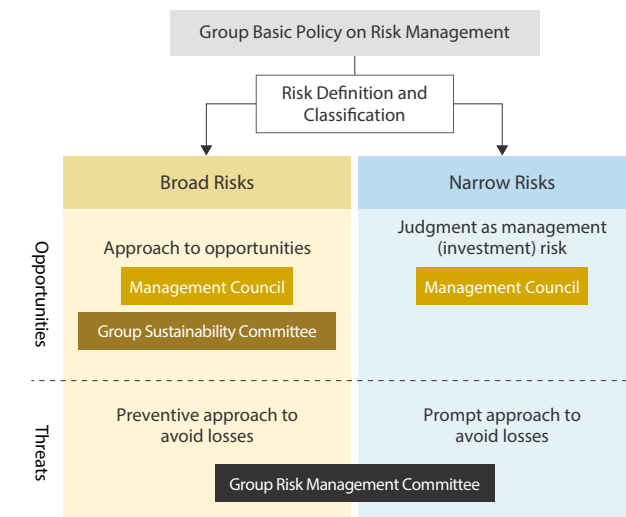 Group Basic Policy on Risk Management
Risk Definition and
Classification
Broad Risks
Narrow Risks
Opportunities
Approach to opportunities
Management Council
Group Sustainability Committee
Judgment as management
(investment) risk
Management Council
Threats
Preventive approach to
avoid losses
Prompt approach to
avoid losses
Group Risk Management Committee